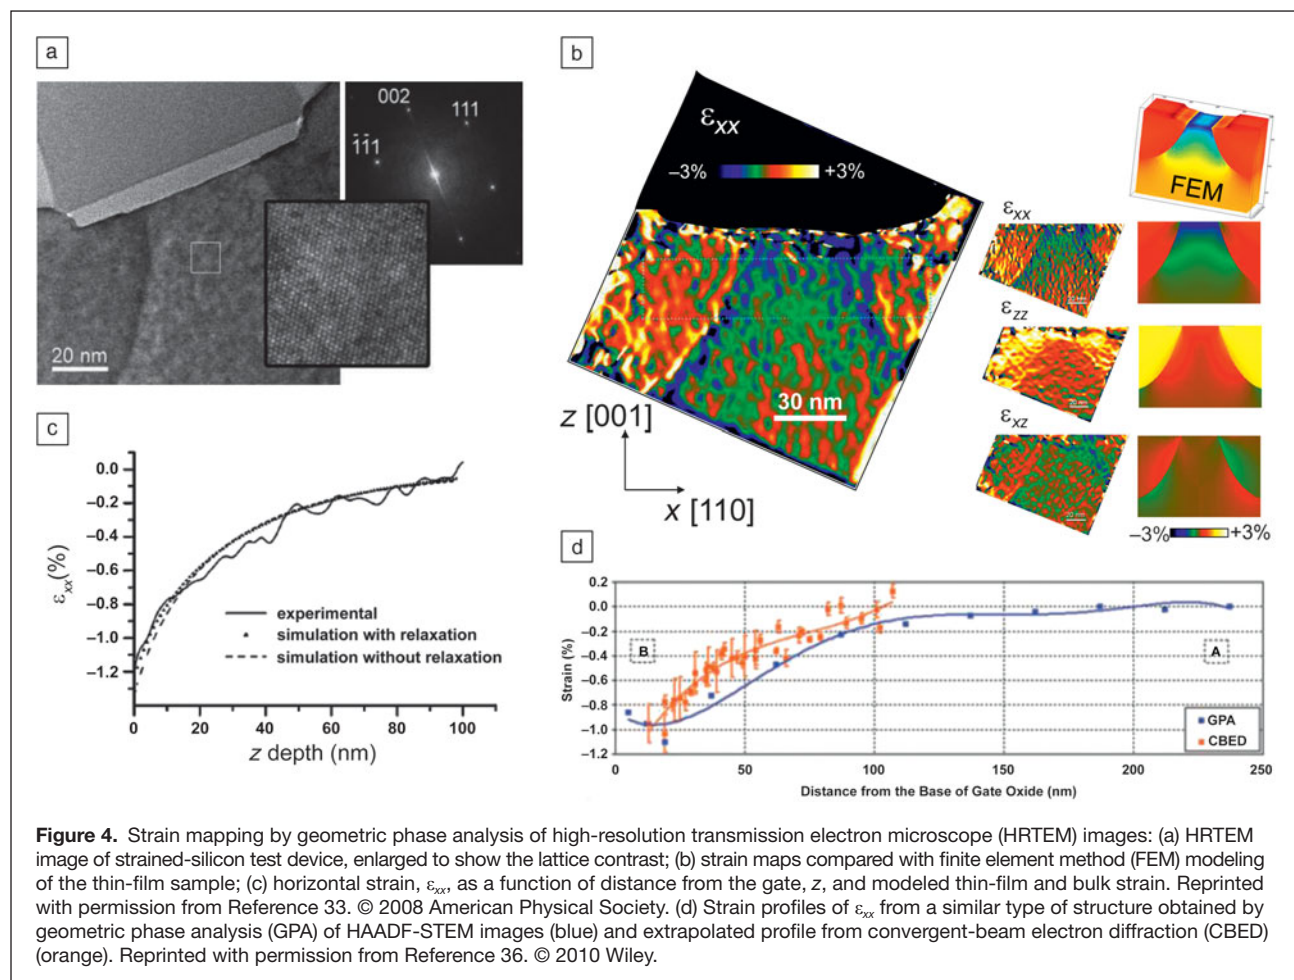 a
002
111
1̄1̄1
20 nm
b
εxx
–3%
+3%
30 nm
z [001]
x [110]
FEM
εxx
20 nm
εzz
20 nm
εxz
20 nm
–3%
+3%
c
0.0
–0.2
–0.4
–0.6
–0.8
–1.0
–1.2
εxx(%)
experimental
simulation with relaxation
simulation without relaxation
0
20
40
60
80
100
z depth (nm)
d
0.2
0.0
–0.2
–0.4
–0.6
–0.8
–1.0
–1.2
Strain (%)
B
A
GPA
CBED
0
50
100
150
200
250
Distance from the Base of Gate Oxide (nm)
Figure 4. Strain mapping by geometric phase analysis of high-resolution transmission electron microscope (HRTEM) images: (a) HRTEM
image of strained-silicon test device, enlarged to show the lattice contrast; (b) strain maps compared with finite element method (FEM) modeling
of the thin-film sample; (c) horizontal strain, εxx, as a function of distance from the gate, z, and modeled thin-film and bulk strain. Reprinted
with permission from Reference 33. © 2008 American Physical Society. (d) Strain profiles of εxx from a similar type of structure obtained by
geometric phase analysis (GPA) of HAADF-STEM images (blue) and extrapolated profile from convergent-beam electron diffraction (CBED)
(orange). Reprinted with permission from Reference 36. © 2010 Wiley.